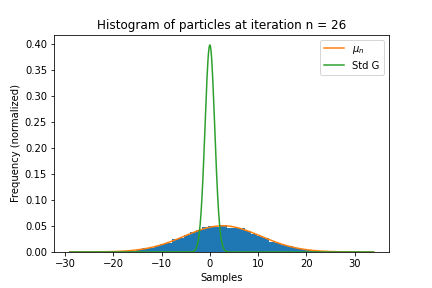 Histogram of particles at iteration n = 26
Frequency (normalized)
0.40
0.35
0.30
0.25
0.20
0.15
0.10
0.05
0.00
μn
Std G
−30 −20 −10 0 10 20 30
Samples